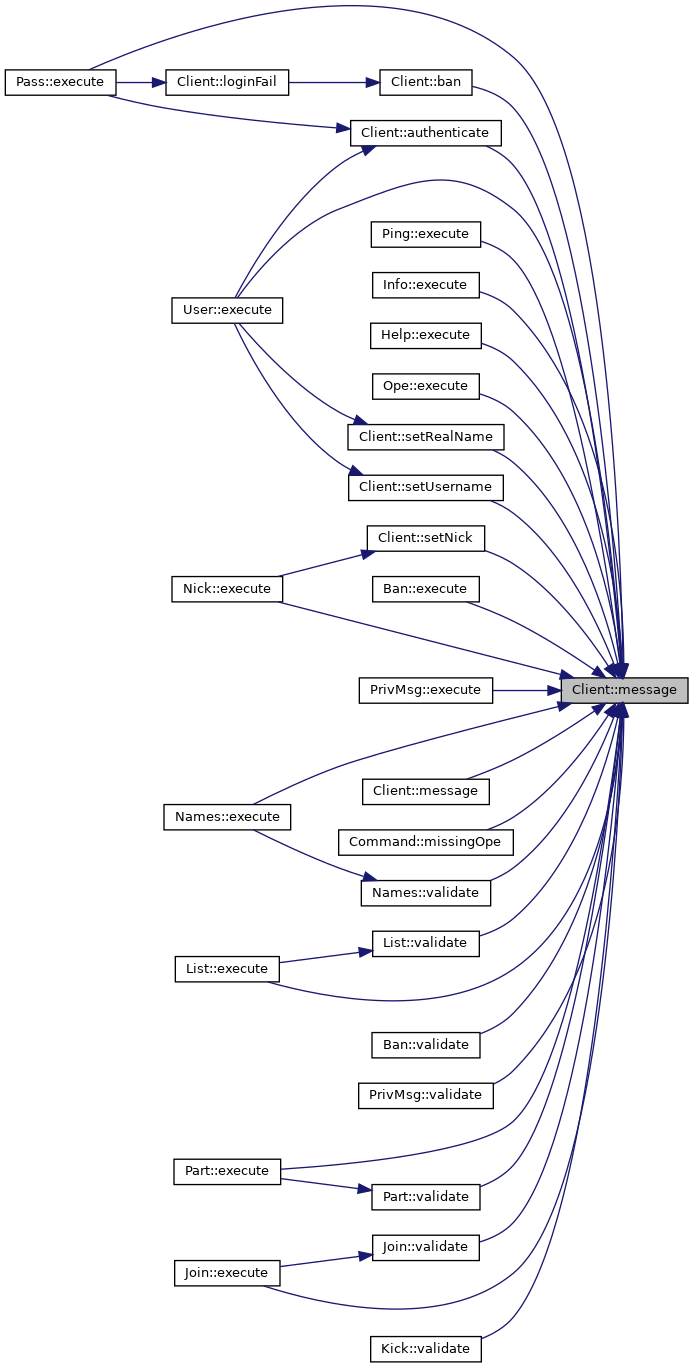 Pass::execute
Client::loginFail
Client::ban
Client::authenticate
Ping::execute
Info::execute
User::execute
Help::execute
Ope::execute
Client::setRealName
Client::setUsername
Client::setNick
Nick::execute
Ban::execute
PrivMsg::execute
Client::message
Client::message
Names::execute
Command::missingOpe
Names::validate
List::validate
List::execute
Ban::validate
PrivMsg::validate
Part::execute
Part::validate
Join::validate
Join::execute
Kick::validate